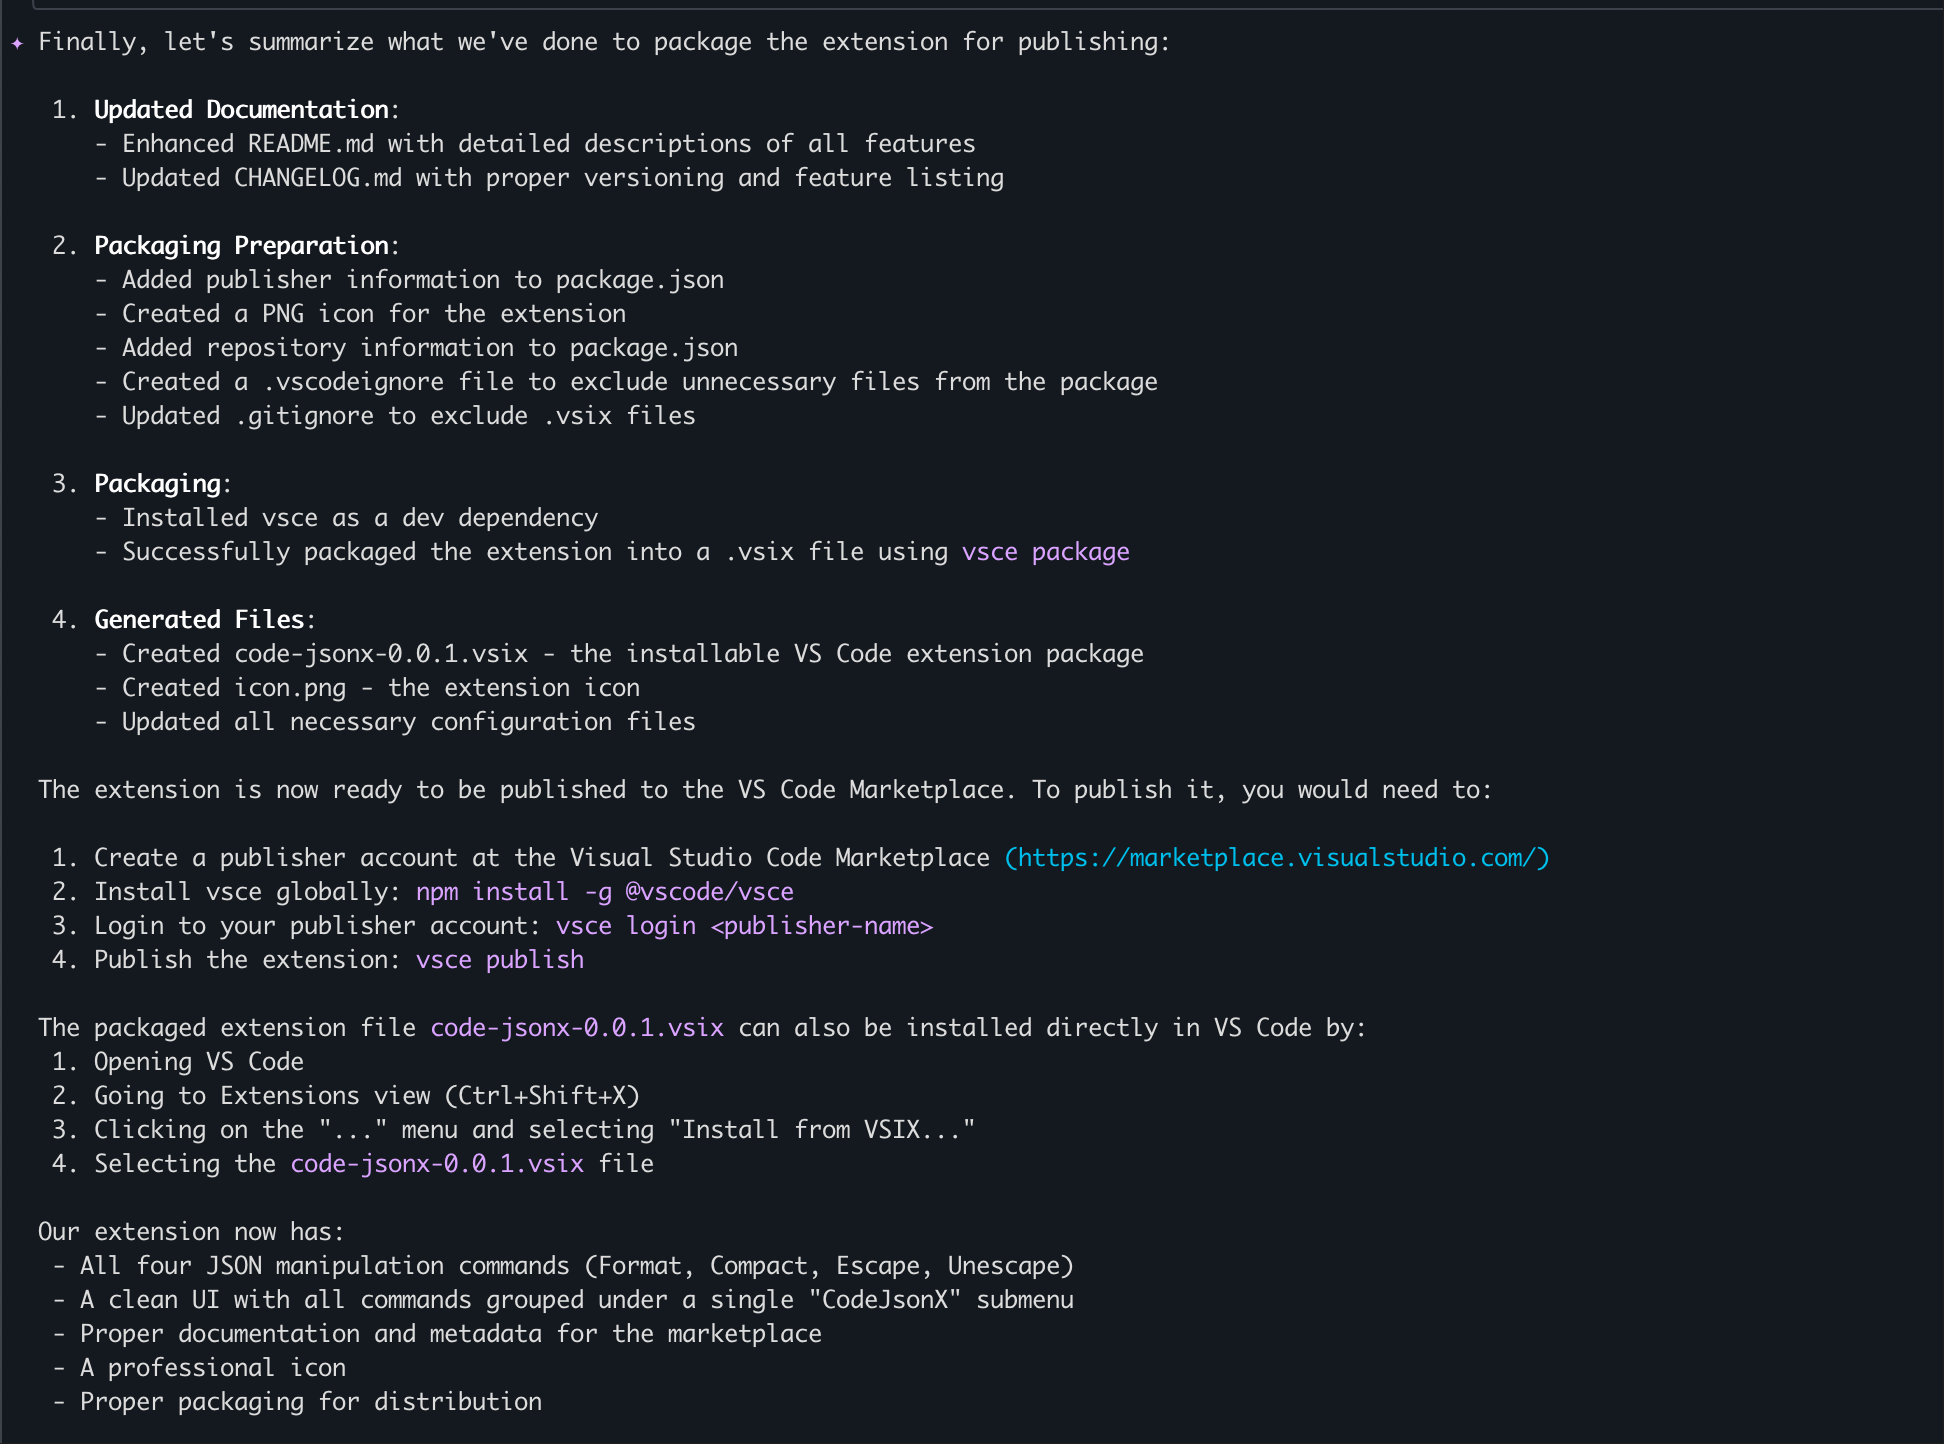 ✦ Finally, let's summarize what we've done to package the extension for publishing:
1. Updated Documentation:
- Enhanced README.md with detailed descriptions of all features
- Updated CHANGELOG.md with proper versioning and feature listing
2. Packaging Preparation:
- Added publisher information to package.json
- Created a PNG icon for the extension
- Added repository information to package.json
- Created a .vscodeignore file to exclude unnecessary files from the package
- Updated .gitignore to exclude .vsix files
3. Packaging:
- Installed vsce as a dev dependency
- Successfully packaged the extension into a .vsix file using vsce package
4. Generated Files:
- Created code-jsonx-0.0.1.vsix - the installable VS Code extension package
- Created icon.png - the extension icon
- Updated all necessary configuration files
The extension is now ready to be published to the VS Code Marketplace. To publish it, you would need to:
1. Create a publisher account at the Visual Studio Code Marketplace (https://marketplace.visualstudio.com/)
2. Install vsce globally: npm install -g @vscode/vsce
3. Login to your publisher account: vsce login <publisher-name>
4. Publish the extension: vsce publish
The packaged extension file code-jsonx-0.0.1.vsix can also be installed directly in VS Code by:
1. Opening VS Code
2. Going to Extensions view (Ctrl+Shift+X)
3. Clicking on the "..." menu and selecting "Install from VSIX..."
4. Selecting the code-jsonx-0.0.1.vsix file
Our extension now has:
- All four JSON manipulation commands (Format, Compact, Escape, Unescape)
- A clean UI with all commands grouped under a single "CodeJsonX" submenu
- Proper documentation and metadata for the marketplace
- A professional icon
- Proper packaging for distribution